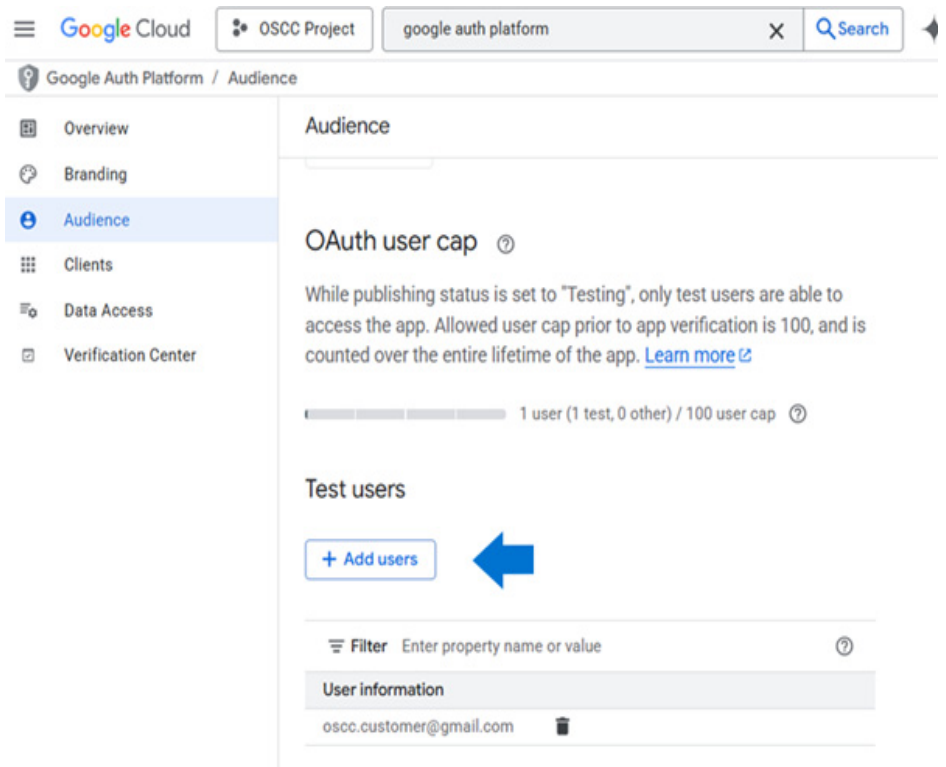 Google Cloud
OSCC Project
google auth platform
Search
Google Auth Platform / Audience
Overview
Branding
Audience
Clients
Data Access
Verification Center
Audience
OAuth user cap
While publishing status is set to "Testing", only test users are able to
access the app. Allowed user cap prior to app verification is 100, and is
counted over the entire lifetime of the app. Learn more
1 user (1 test, 0 other) / 100 user cap
Test users
+ Add users
Filter Enter property name or value
User information
oscc.customer@gmail.com